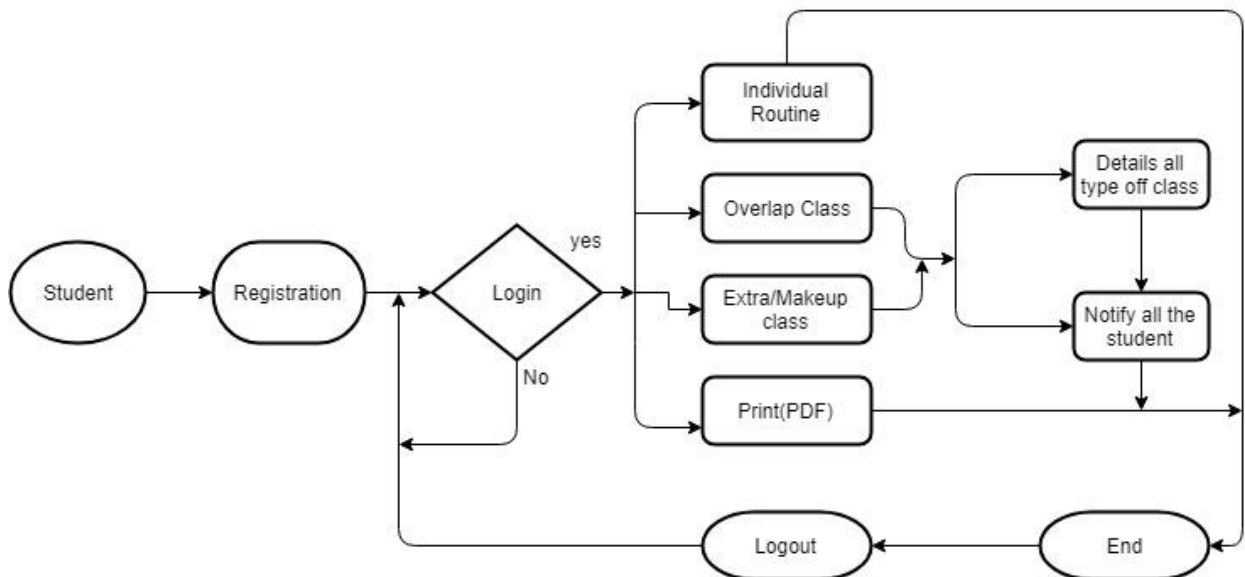 Student
Registration
Login
yes
No
Individual
Routine
Overlap Class
Extra/Makeup
class
Print(PDF)
Details all
type off class
Notify all the
student
Logout
End